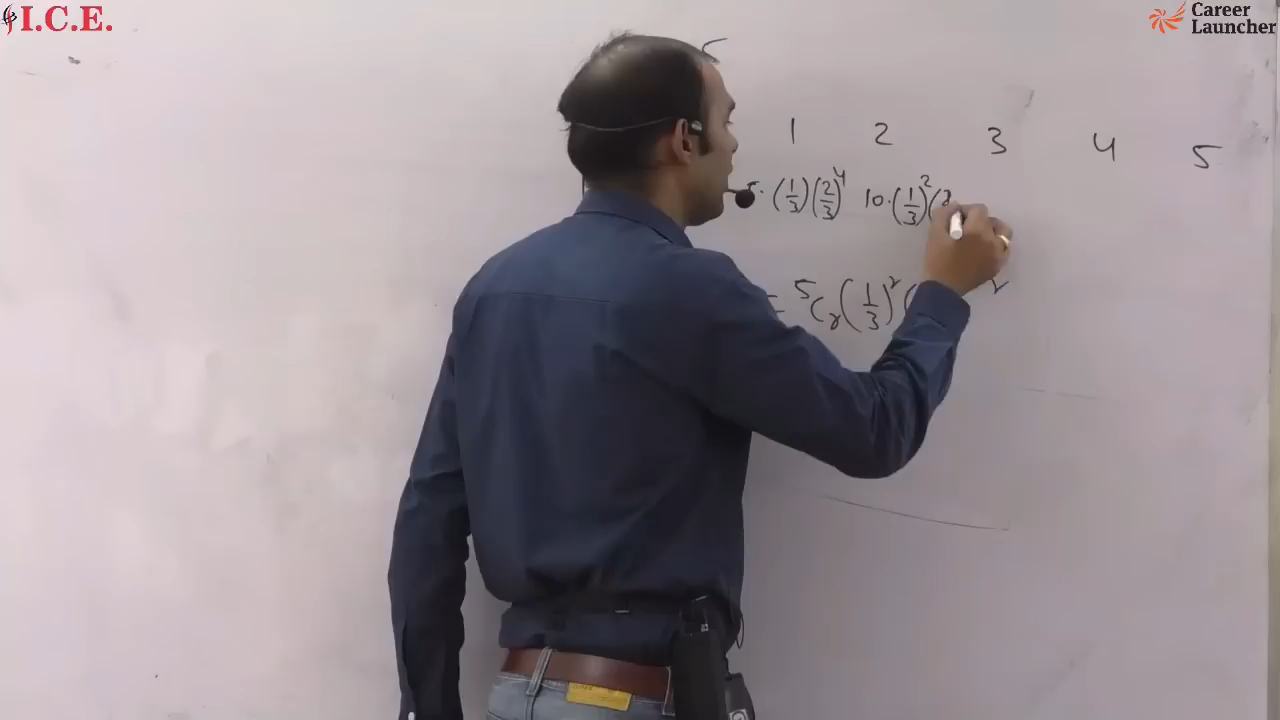 I.C.E.
Career
Launcher
1 2 3 4 5
· (1/3)(2/3)⁴ 10·(1/3)²(2
⁵Cᵣ(1/3)ʳ( ʳ